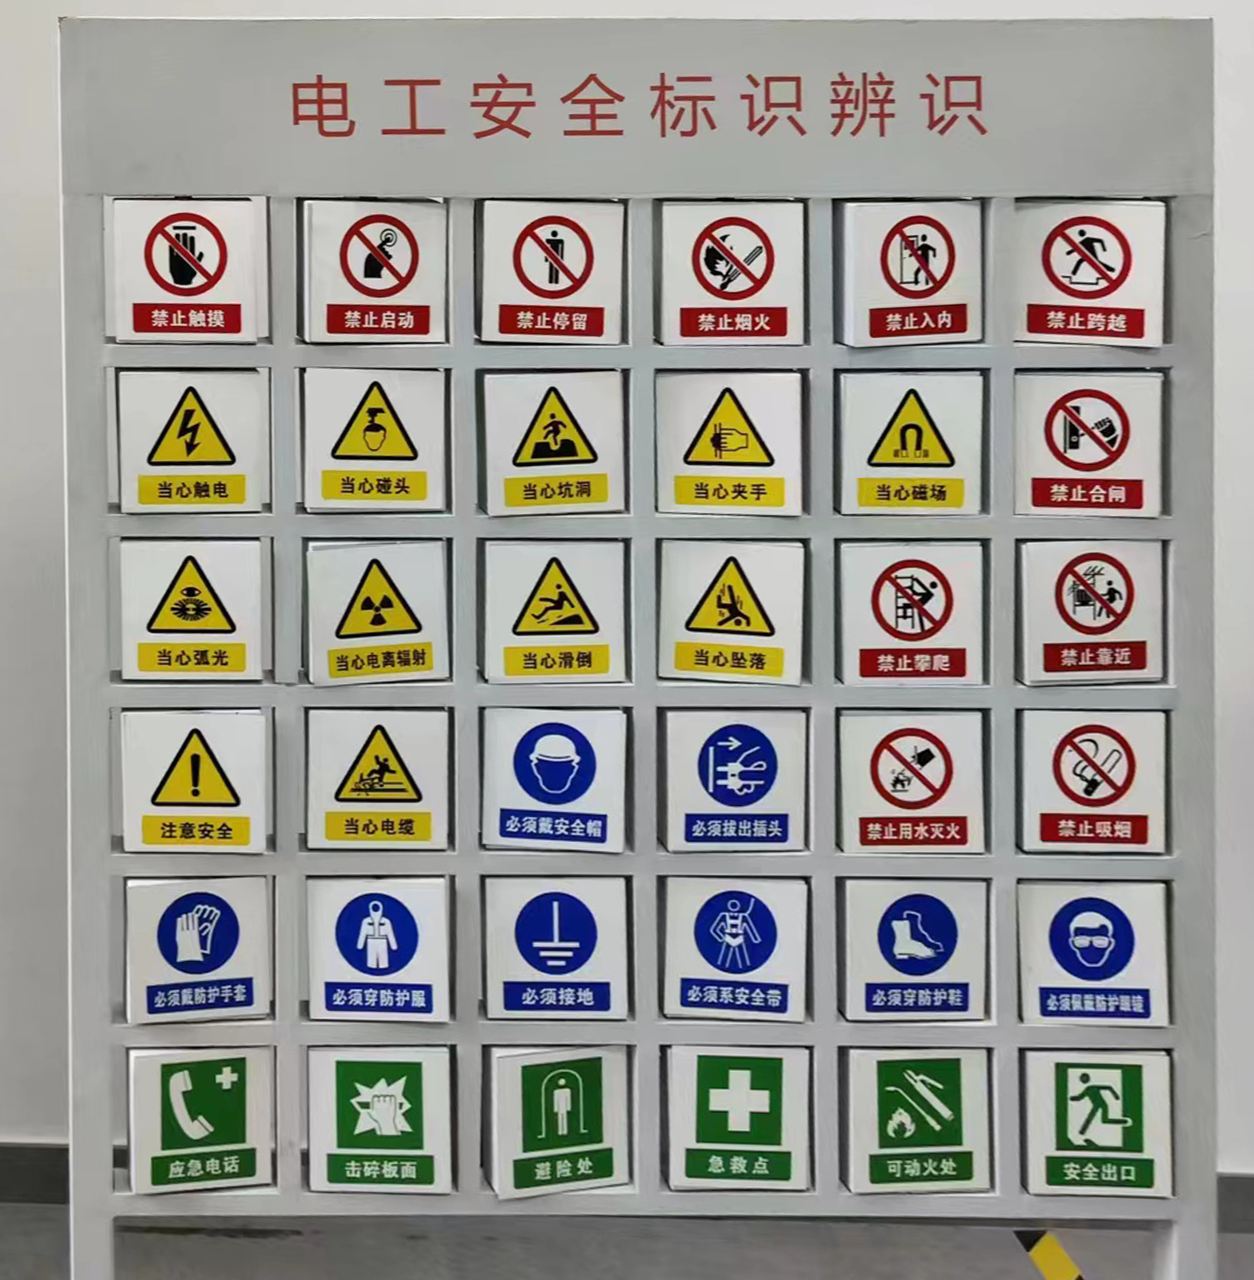 电工安全标识辨识
禁止触摸
禁止启动
禁止停留
禁止烟火
禁止入内
禁止跨越
当心触电
当心碰头
当心坑洞
当心夹手
当心磁场
禁止合闸
当心弧光
当心电离辐射
当心滑倒
当心坠落
禁止攀爬
禁止靠近
注意安全
当心电缆
必须戴安全帽
必须拔出插头
禁止用水灭火
禁止吸烟
必须戴防护手套
必须穿防护服
必须接地
必须系安全带
必须穿防护鞋
必须佩戴防护眼镜
应急电话
击碎板面
避险处
急救点
可动火处
安全出口